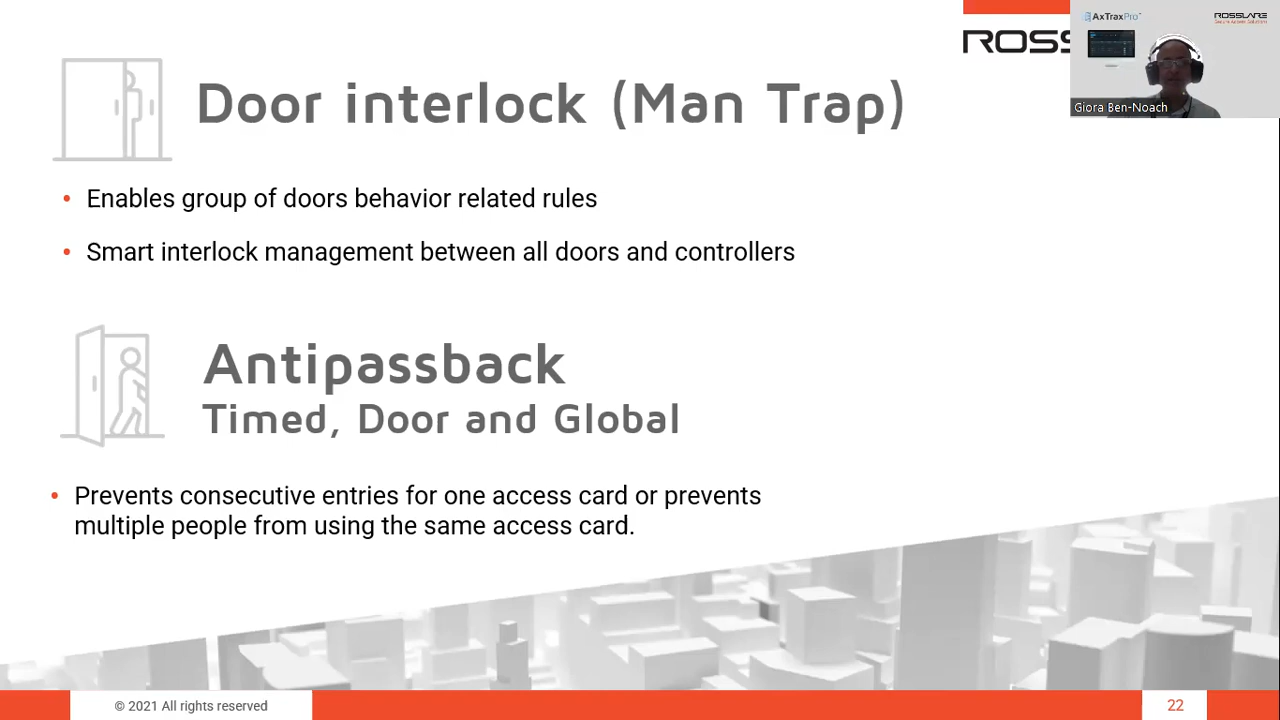 ROSS
AxTraxPro™
ROSSLARE
Giora Ben-Noach
Door interlock (Man Trap)
• Enables group of doors behavior related rules
• Smart interlock management between all doors and controllers
Antipassback
Timed, Door and Global
• Prevents consecutive entries for one access card or prevents
multiple people from using the same access card.
© 2021 All rights reserved
22